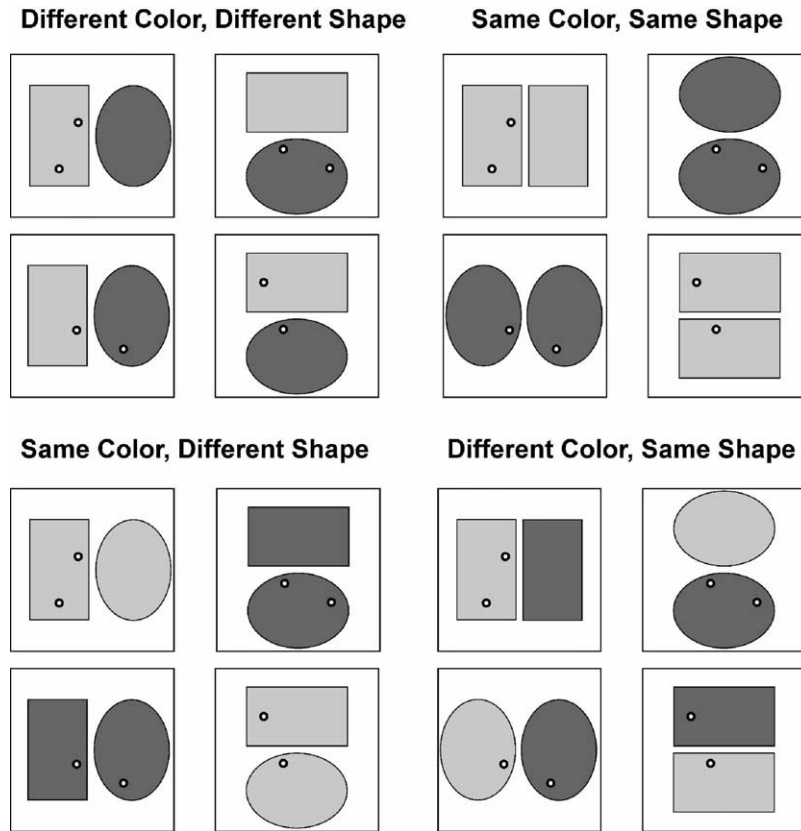 Different Color, Different Shape
Same Color, Same Shape
Same Color, Different Shape
Different Color, Same Shape